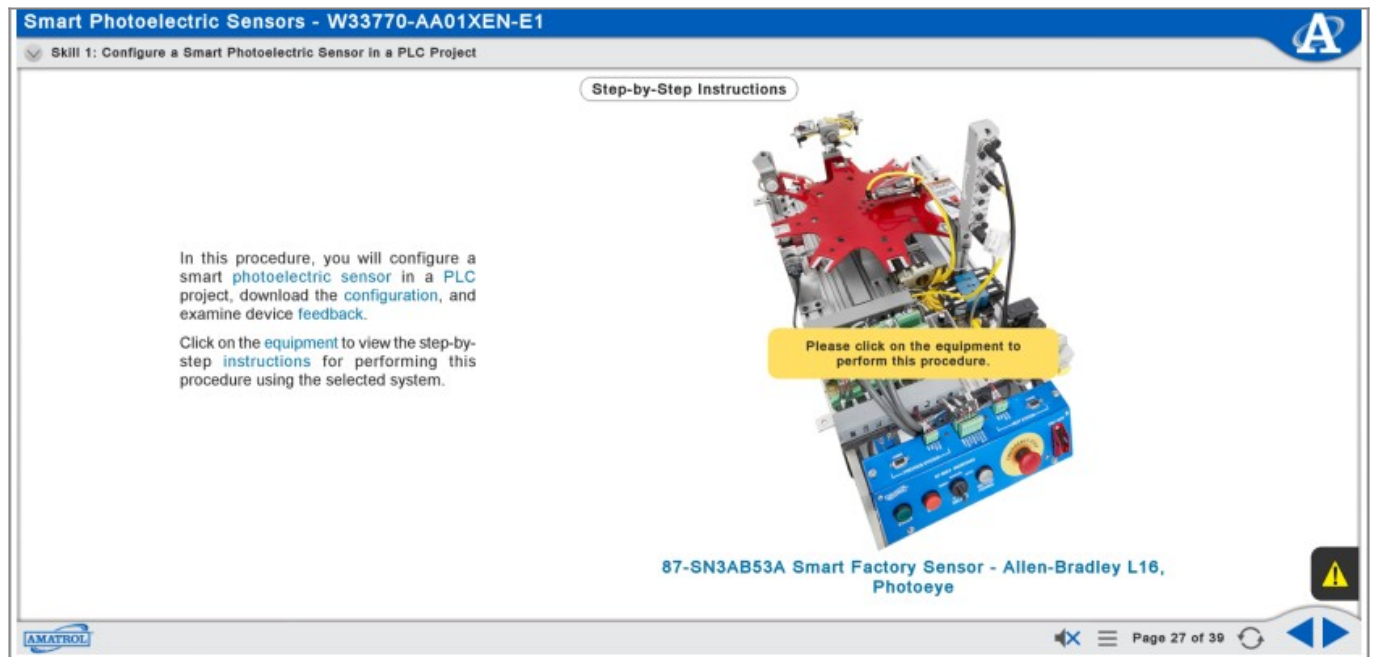 Smart Photoelectric Sensors - W33770-AA01XEN-E1
Skill 1: Configure a Smart Photoelectric Sensor in a PLC Project
Step-by-Step Instructions
In this procedure, you will configure a
smart photoelectric sensor in a PLC
project, download the configuration, and
examine device feedback.
Click on the equipment to view the step-by-
step instructions for performing this
procedure using the selected system.
Please click on the equipment to
perform this procedure.
87-SN3AB53A Smart Factory Sensor - Allen-Bradley L16,
Photoeye
AMATROL
Page 27 of 39